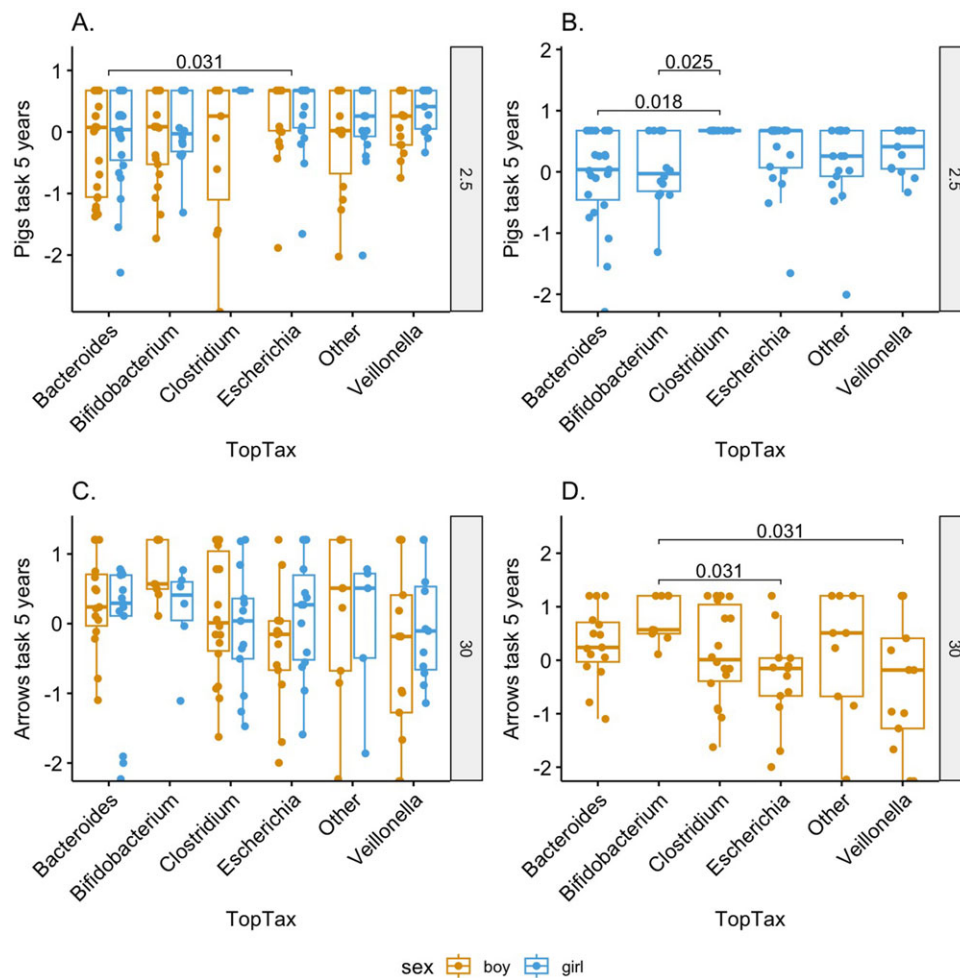 A.
0.031
1
0
-1
-2
Pigs task 5 years
2.5
Bacteroides
Bifidobacterium
Clostridium
Escherichia
Other
Veillonella
TopTax
B.
0.025
0.018
2
1
0
-1
-2
Pigs task 5 years
2.5
Bacteroides
Bifidobacterium
Clostridium
Escherichia
Other
Veillonella
TopTax
C.
1
0
-1
-2
Arrows task 5 years
30
Bacteroides
Bifidobacterium
Clostridium
Escherichia
Other
Veillonella
TopTax
D.
0.031
0.031
2
1
0
-1
-2
Arrows task 5 years
30
Bacteroides
Bifidobacterium
Clostridium
Escherichia
Other
Veillonella
TopTax
sex boy girl